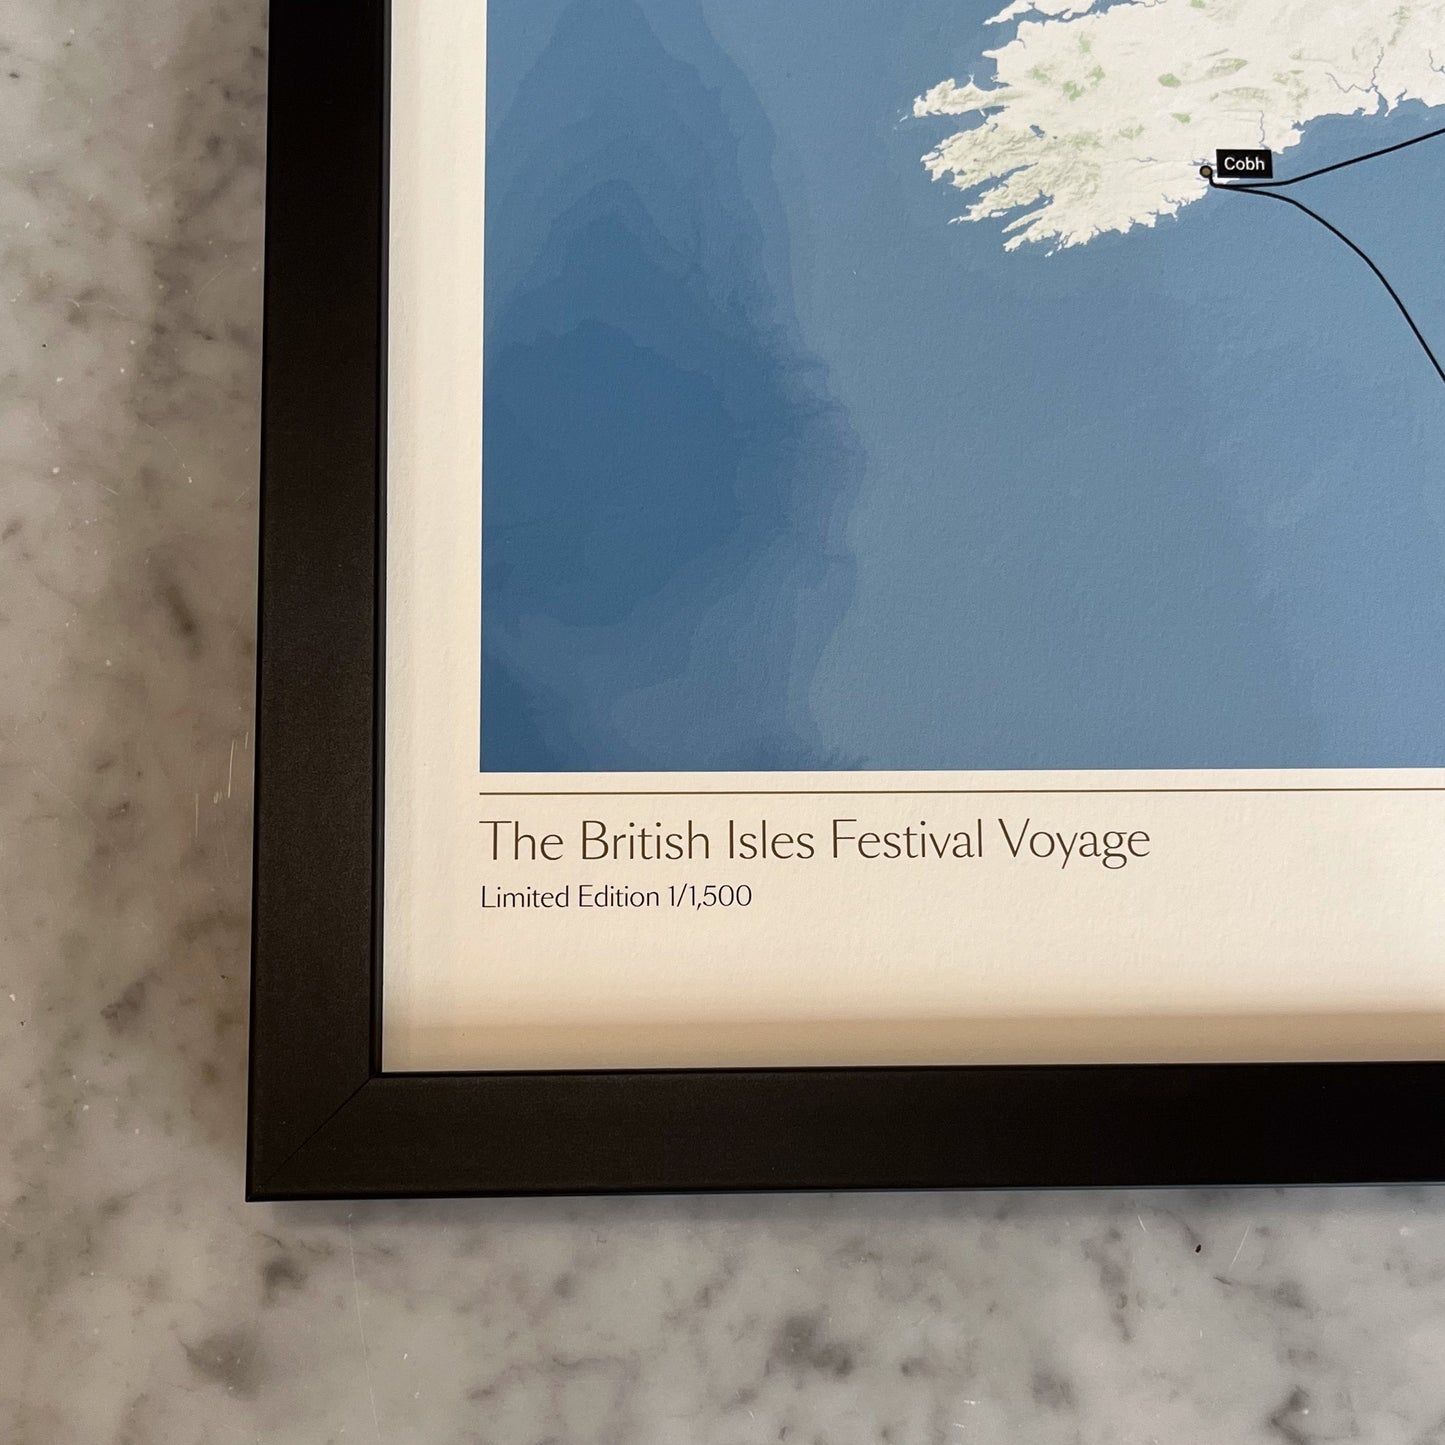 Cobh
The British Isles Festival Voyage
Limited Edition 1/1,500